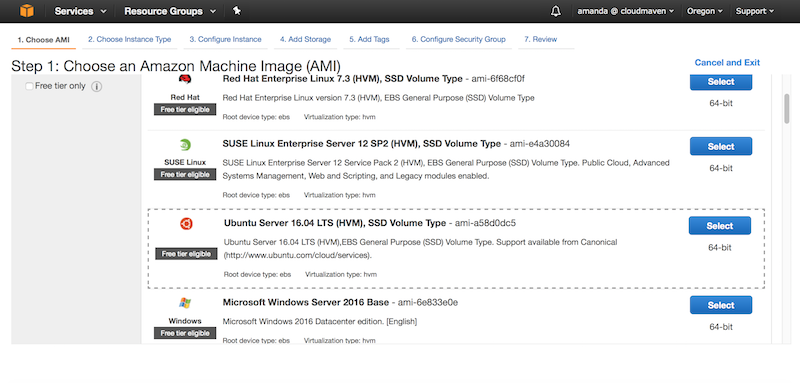 Services
Resource Groups
amanda @ cloudmaven
Oregon
Support
1. Choose AMI
2. Choose Instance Type
3. Configure Instance
4. Add Storage
5. Add Tags
6. Configure Security Group
7. Review
Step 1: Choose an Amazon Machine Image (AMI)
Cancel and Exit
Free tier only
Red Hat
Free tier eligible
Red Hat Enterprise Linux 7.3 (HVM), SSD Volume Type - ami-6f68cf0f
Red Hat Enterprise Linux version 7.3 (HVM), EBS General Purpose (SSD) Volume Type
Root device type: ebs Virtualization type: hvm
Select
64-bit
SUSE Linux
Free tier eligible
SUSE Linux Enterprise Server 12 SP2 (HVM), SSD Volume Type - ami-e4a30084
SUSE Linux Enterprise Server 12 Service Pack 2 (HVM), EBS General Purpose (SSD) Volume Type. Public Cloud, Advanced
Systems Management, Web and Scripting, and Legacy modules enabled.
Root device type: ebs Virtualization type: hvm
Select
64-bit
Free tier eligible
Ubuntu Server 16.04 LTS (HVM), SSD Volume Type - ami-a58d0dc5
Ubuntu Server 16.04 LTS (HVM),EBS General Purpose (SSD) Volume Type. Support available from Canonical
(http://www.ubuntu.com/cloud/services).
Root device type: ebs Virtualization type: hvm
Select
64-bit
Windows
Free tier eligible
Microsoft Windows Server 2016 Base - ami-6e833e0e
Microsoft Windows 2016 Datacenter edition. [English]
Root device type: ebs Virtualization type: hvm
Select
64-bit